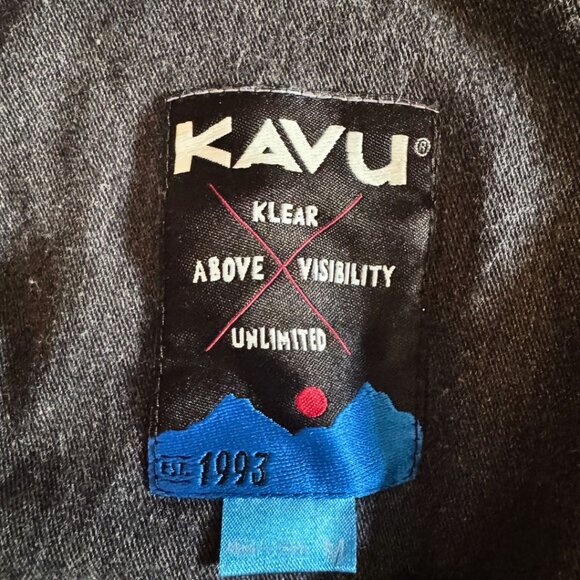 KAVU®
KLEAR
ABOVE VISIBILITY
UNLIMITED
EST. 1993
M